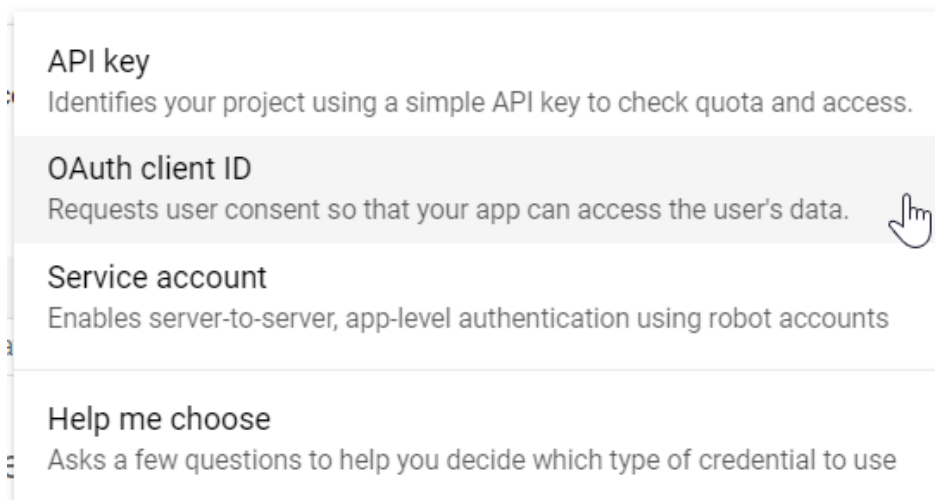 API key
Identifies your project using a simple API key to check quota and access.
OAuth client ID
Requests user consent so that your app can access the user's data.
Service account
Enables server-to-server, app-level authentication using robot accounts
Help me choose
Asks a few questions to help you decide which type of credential to use